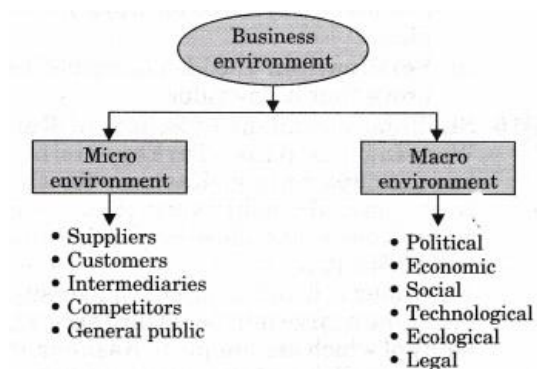 Business
environment
Micro
environment
• Suppliers
• Customers
• Intermediaries
• Competitors
• General public
Macro
environment
• Political
• Economic
• Social
• Technological
• Ecological
• Legal